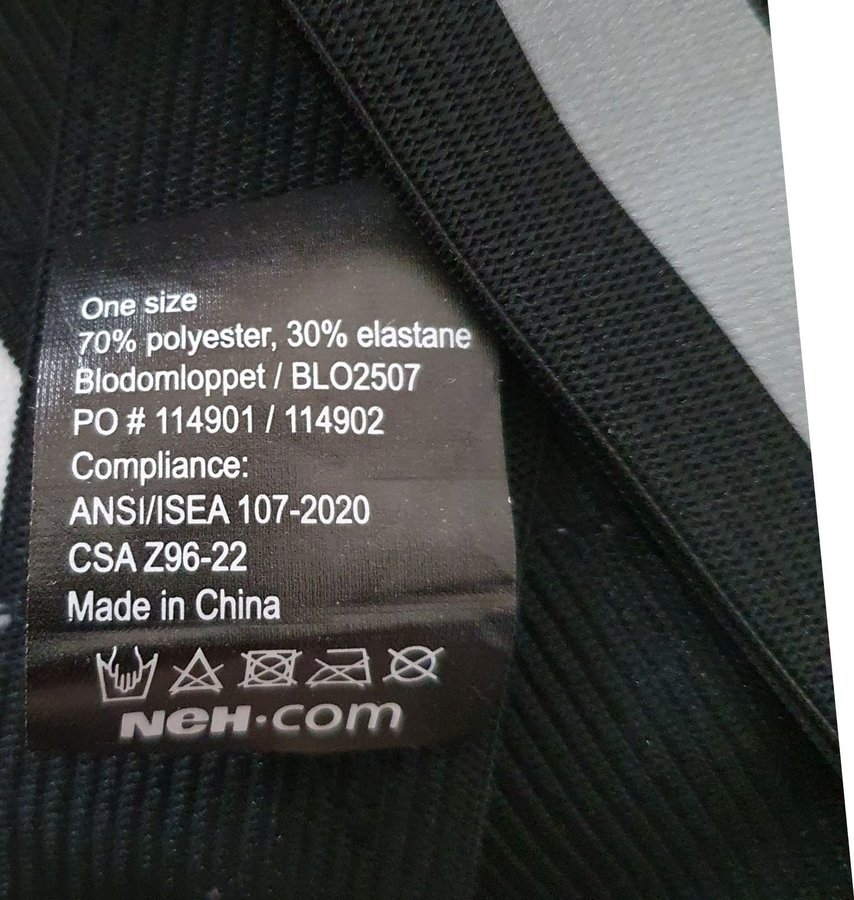 One size
70% polyester, 30% elastane
Blodomloppet / BLO2507
PO # 114901 / 114902
Compliance:
ANSI/ISEA 107-2020
CSA Z96-22
Made in China
NeH·com